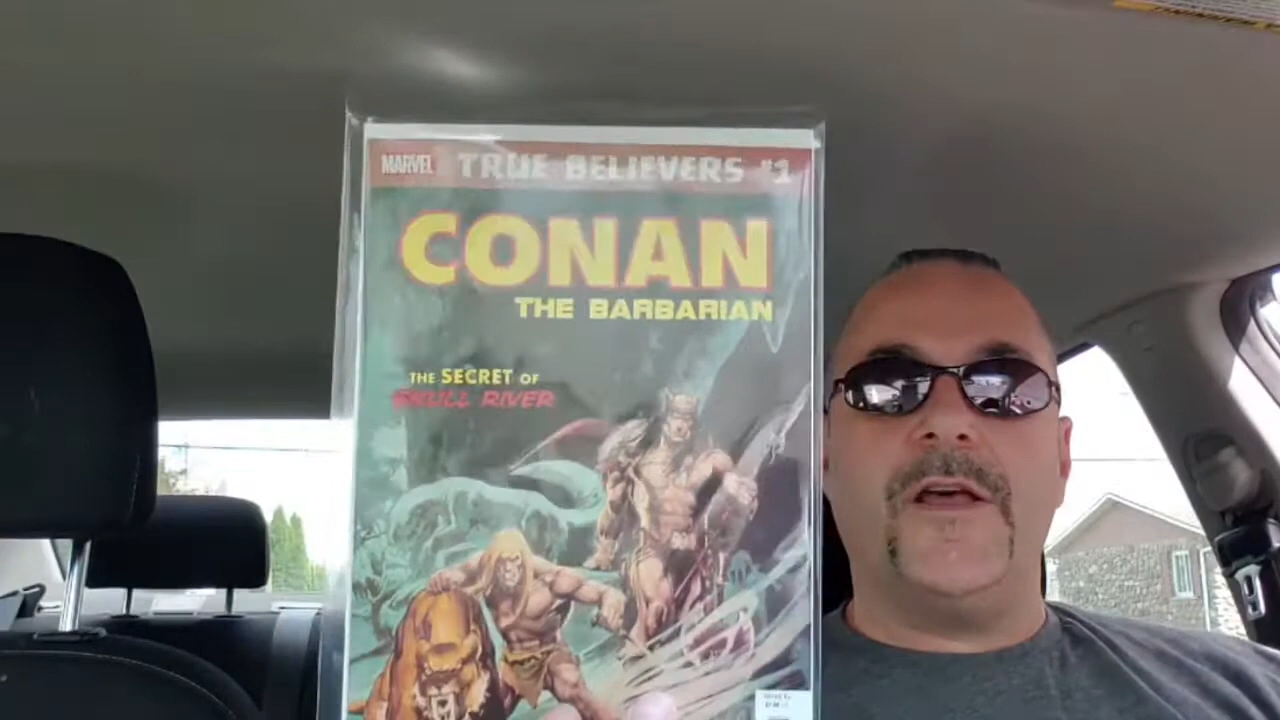 MARVEL TRUE BELIEVERS #1
CONAN
THE BARBARIAN
THE SECRET OF
SKULL RIVER